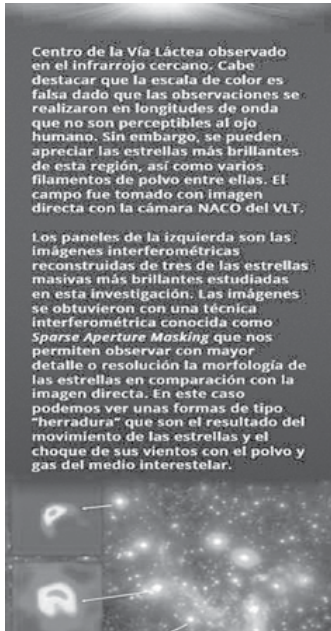 Centro de la Vía Láctea observado
en el infrarrojo cercano. Cabe
destacar que la escala de color es
falsa dado que las observaciones se
realizaron en longitudes de onda
que no son perceptibles al ojo
humano. Sin embargo, se pueden
apreciar las estrellas más brillantes
de esta región, así como varios
filamentos de polvo entre ellas. El
campo fue tomado con imagen
directa con la cámara NACO del VLT.
Los paneles de la izquierda son las
imágenes interferométricas
reconstruidas de tres de las estrellas
masivas más brillantes estudiadas
en esta investigación. Las imágenes
se obtuvieron con una técnica
interferométrica conocida como
Sparse Aperture Masking que nos
permiten observar con mayor
detalle o resolución la morfología de
las estrellas en comparación con la
imagen directa. En este caso
podemos ver unas formas de tipo
“herradura” que son el resultado del
movimiento de las estrellas y el
choque de sus vientos con el polvo y
gas del medio interestelar.